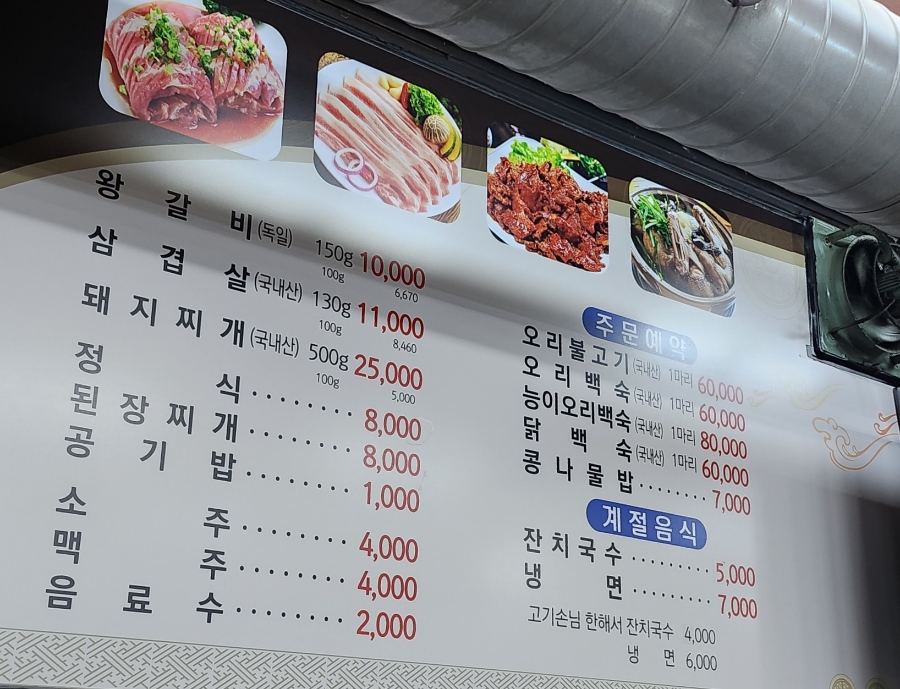 왕 갈 비 (독일) 150g 10,000
100g 6,670
삼 겹 살 (국내산) 130g 11,000
100g 8,460
돼지찌개 (국내산) 500g 25,000
100g 5,000
정 식 ········ 8,000
된장찌개 ········ 8,000
공 기 밥 ········ 1,000
소 주 ········ 4,000
맥 주 ········ 4,000
음 료 수 ········ 2,000
주문예약
오리불고기 (국내산) 1마리 60,000
오 리 백 숙 (국내산) 1마리 60,000
능이오리백숙 (국내산) 1마리 80,000
닭 백 숙 (국내산) 1마리 60,000
콩나물밥 ········ 7,000
계절음식
잔치국수 ········ 5,000
냉 면 ········ 7,000
고기손님 한해서 잔치국수 4,000
냉 면 6,000